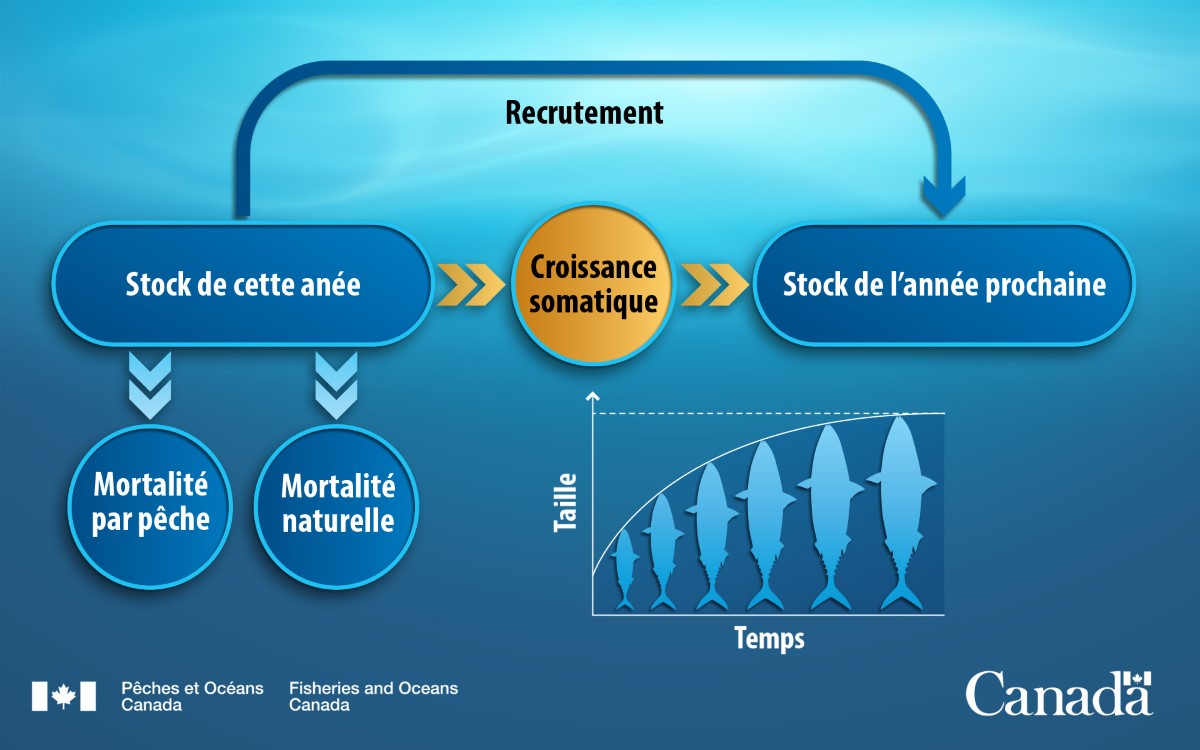 Recrutement
Stock de cette anée
Croissance
somatique
Stock de l’année prochaine
Mortalité
par pêche
Mortalité
naturelle
Taille
Temps
Pêches et Océans
Canada
Fisheries and Oceans
Canada
Canada